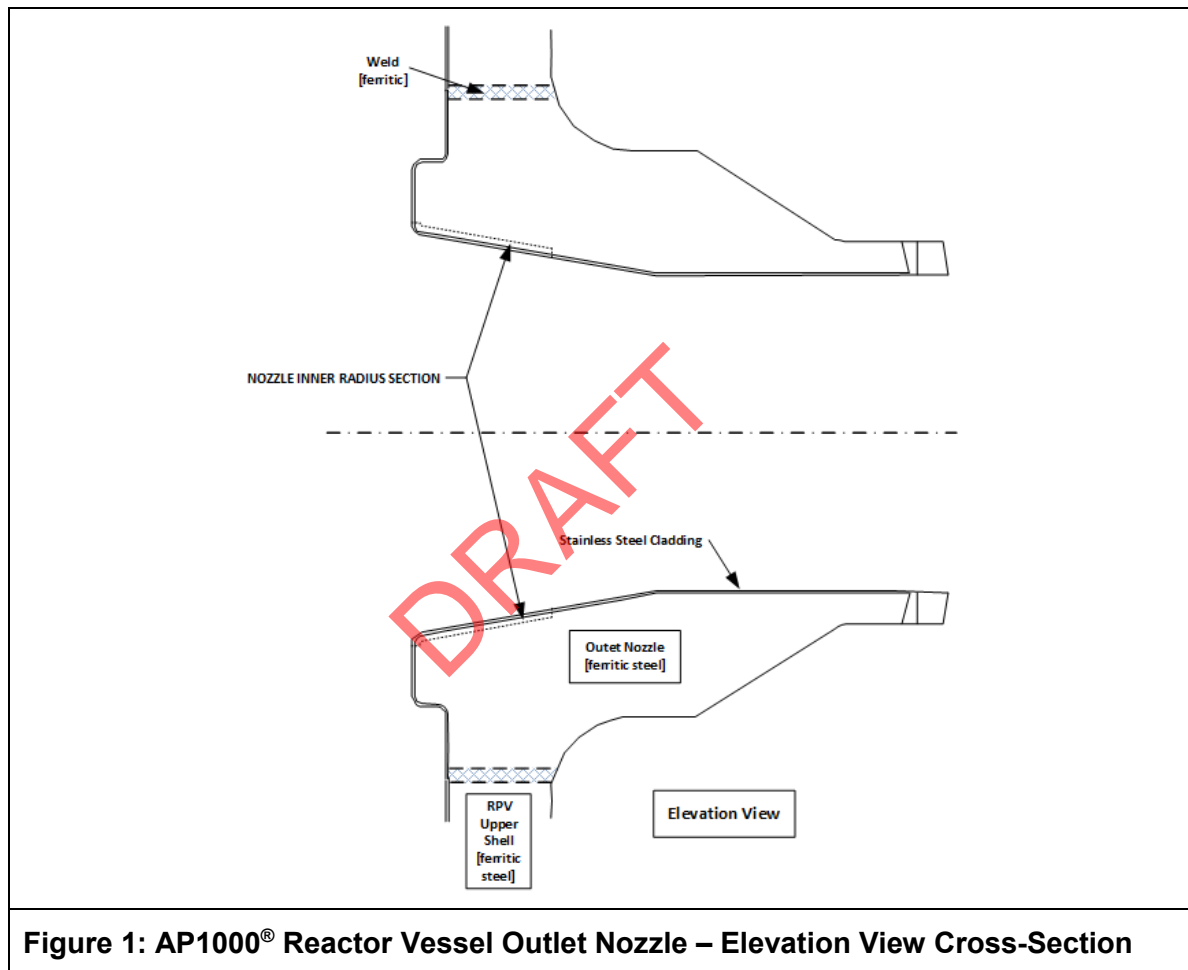 Weld
[ferritic]
NOZZLE INNER RADIUS SECTION
DRAFT
Stainless Steel Cladding
Outet Nozzle
[ferritic steel]
RPV
Upper
Shell
[ferritic
steel]
Elevation View
Figure 1: AP1000® Reactor Vessel Outlet Nozzle – Elevation View Cross-Section